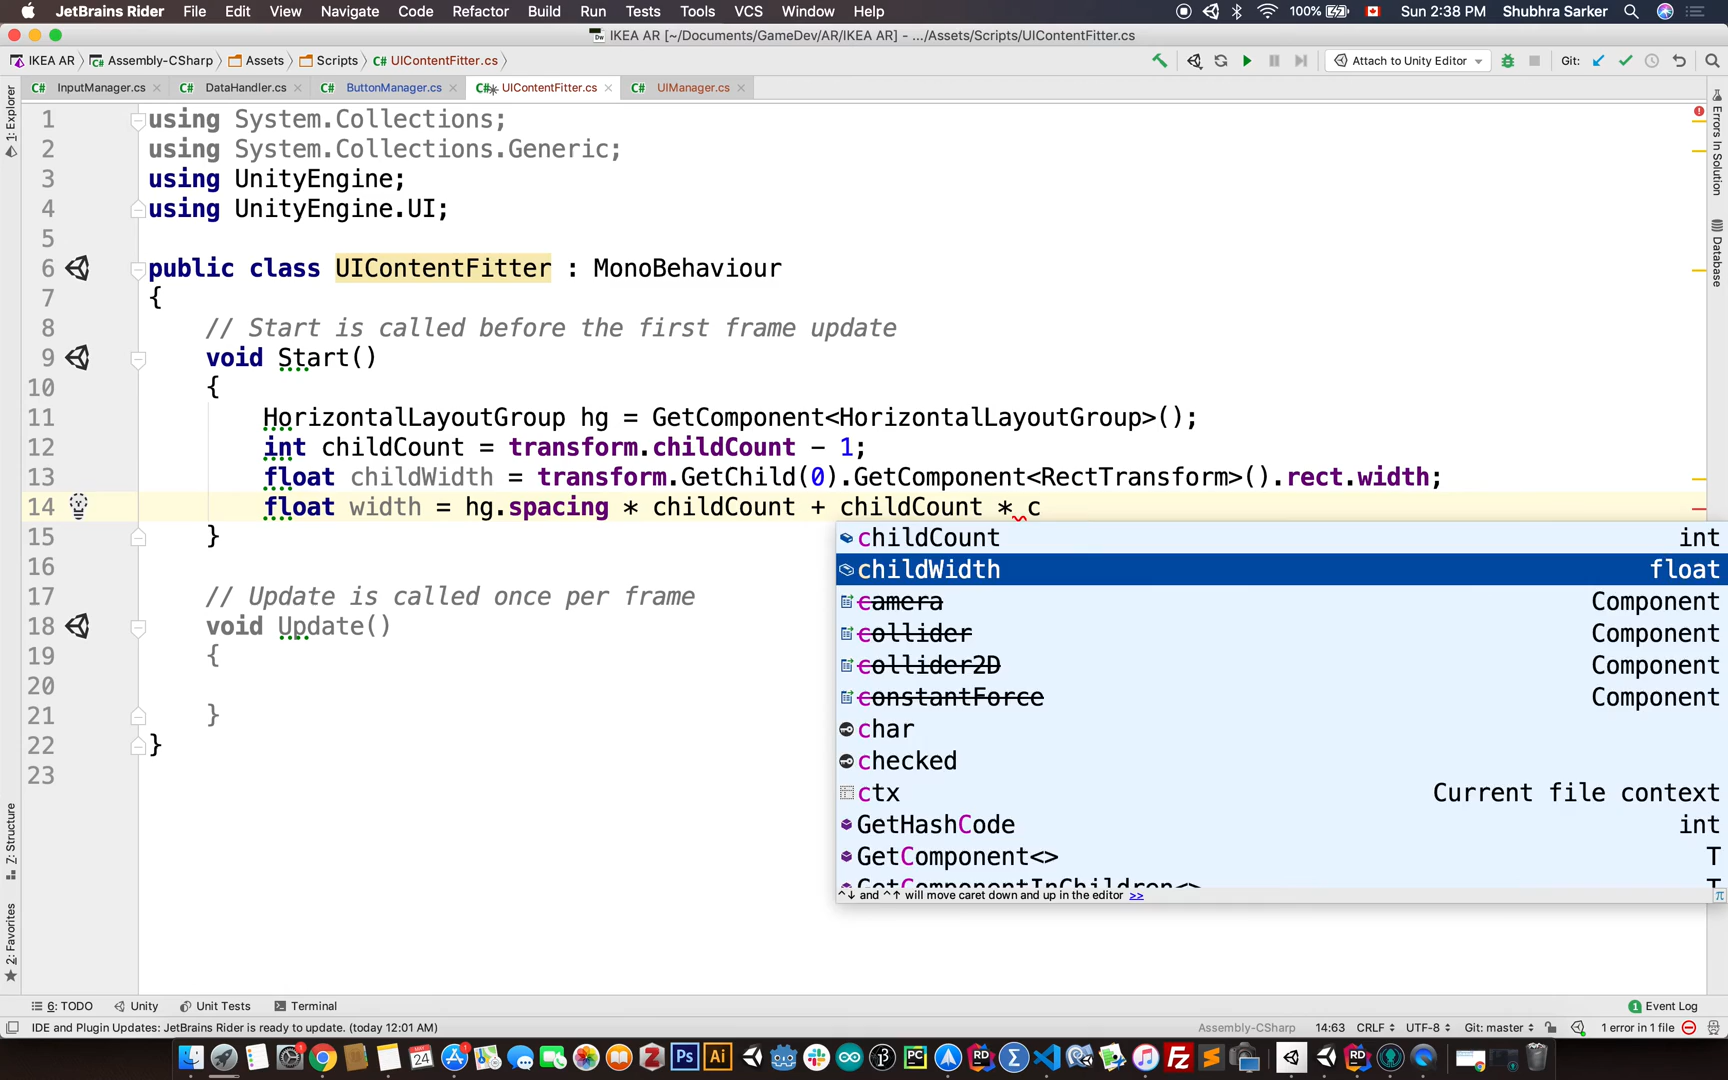 JetBrains Rider File Edit View Navigate Code Refactor Build Run Tests Tools VCS Window Help 100% Sun 2:38 PM Shubhra Sarker
IKEA AR [~/Documents/GameDev/AR/IKEA AR] - .../Assets/Scripts/UIContentFitter.cs
IKEA AR Assembly-CSharp Assets Scripts UIContentFitter.cs Attach to Unity Editor Git:
InputManager.cs DataHandler.cs ButtonManager.cs UIContentFitter.cs UIManager.cs
1: Explorer
1 using System.Collections;
2 using System.Collections.Generic;
3 using UnityEngine;
4 using UnityEngine.UI;
5
6 public class UIContentFitter : MonoBehaviour
7 {
8 // Start is called before the first frame update
9 void Start()
10 {
11 HorizontalLayoutGroup hg = GetComponent<HorizontalLayoutGroup>();
12 int childCount = transform.childCount - 1;
13 float childWidth = transform.GetChild(0).GetComponent<RectTransform>().rect.width;
14 float width = hg.spacing * childCount + childCount * c
15 }
16
17 // Update is called once per frame
18 void Update()
19 {
20
21 }
22 }
23
childCount int
childWidth float
camera Component
collider Component
collider2D Component
constantForce Component
char
checked
ctx Current file context
GetHashCode int
GetComponent<> T
GetComponentInChildren<> T
^↓ and ^↑ will move caret down and up in the editor >> π
Errors In Solution
Database
Z: Structure
2: Favorites
6: TODO Unity Unit Tests Terminal 1 Event Log
IDE and Plugin Updates: JetBrains Rider is ready to update. (today 12:01 AM) Assembly-CSharp 14:63 CRLF UTF-8 Git: master 1 error in 1 file